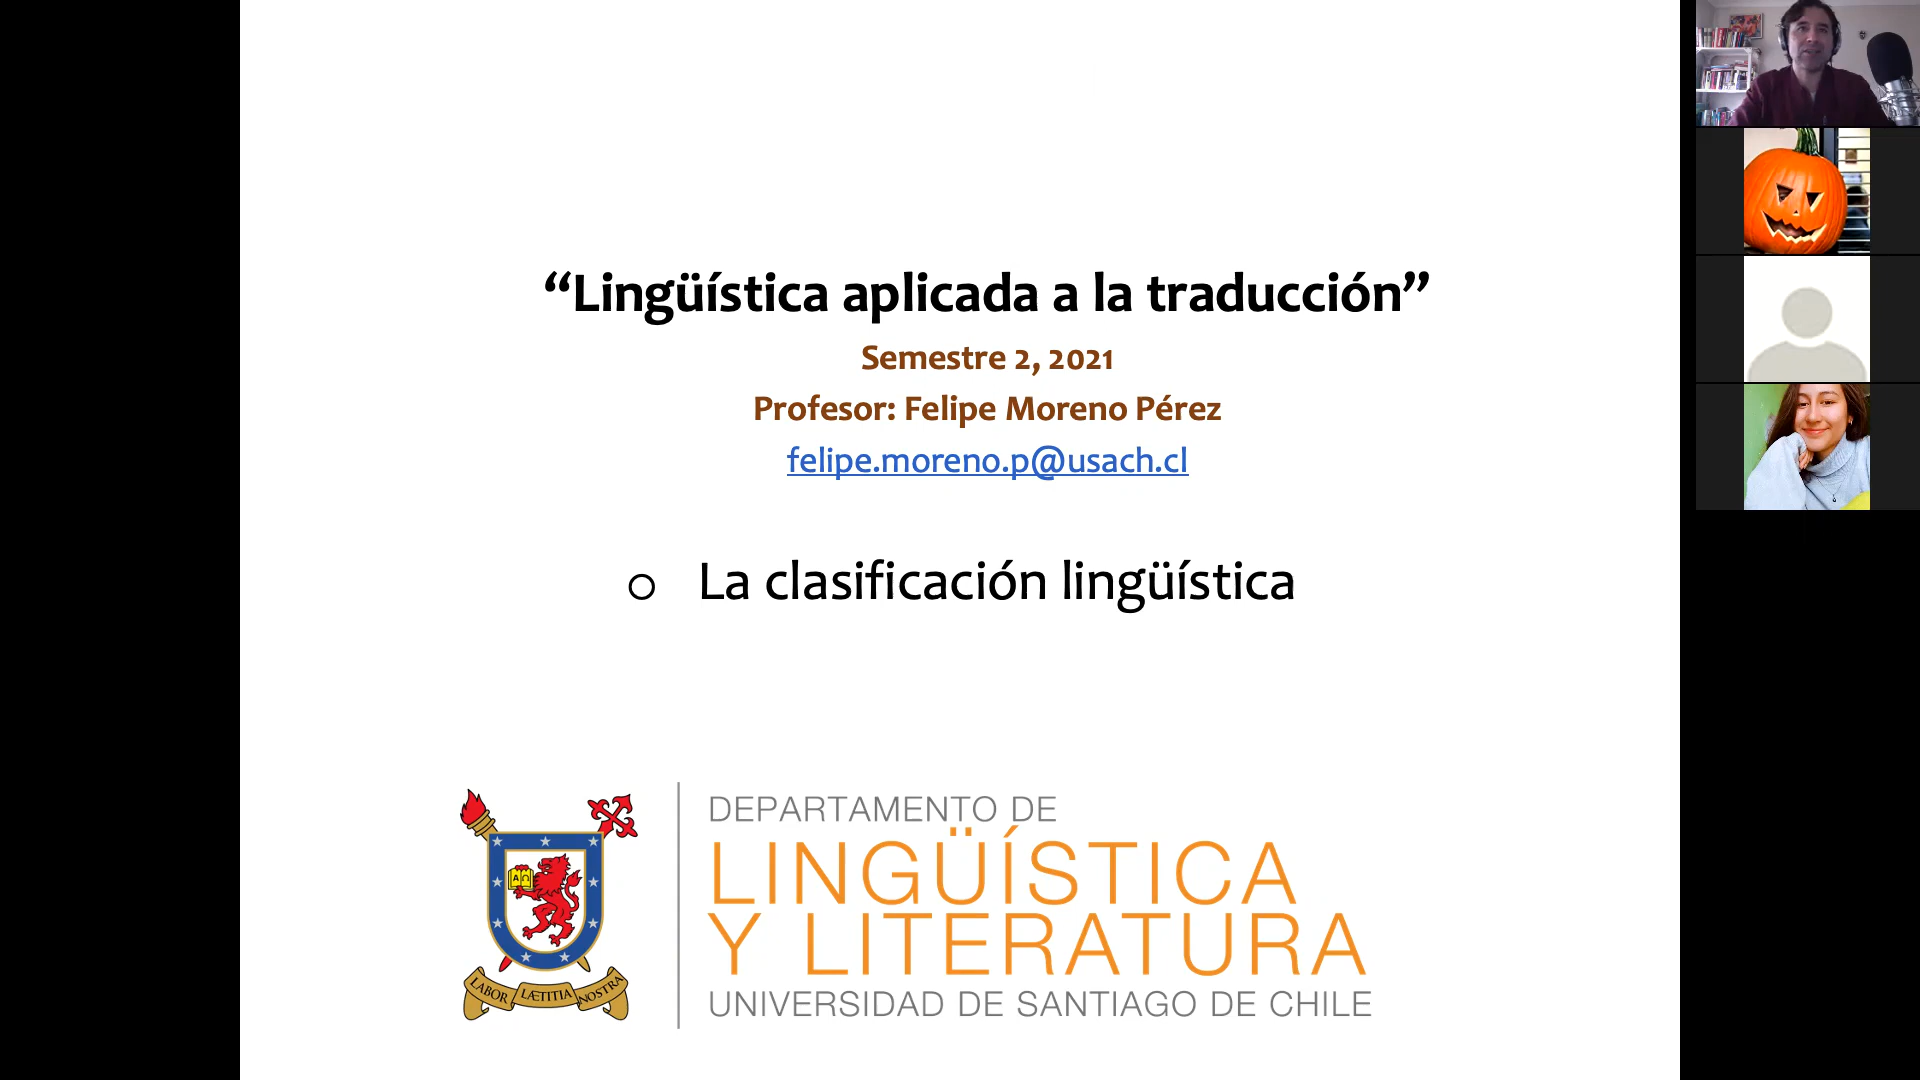 “Lingüística aplicada a la traducción”
Semestre 2, 2021
Profesor: Felipe Moreno Pérez
felipe.moreno.p@usach.cl
o La clasificación lingüística
DEPARTAMENTO DE
LINGÜÍSTICA
Y LITERATURA
UNIVERSIDAD DE SANTIAGO DE CHILE
A Ω
LABOR LÆTITIA NOSTRA